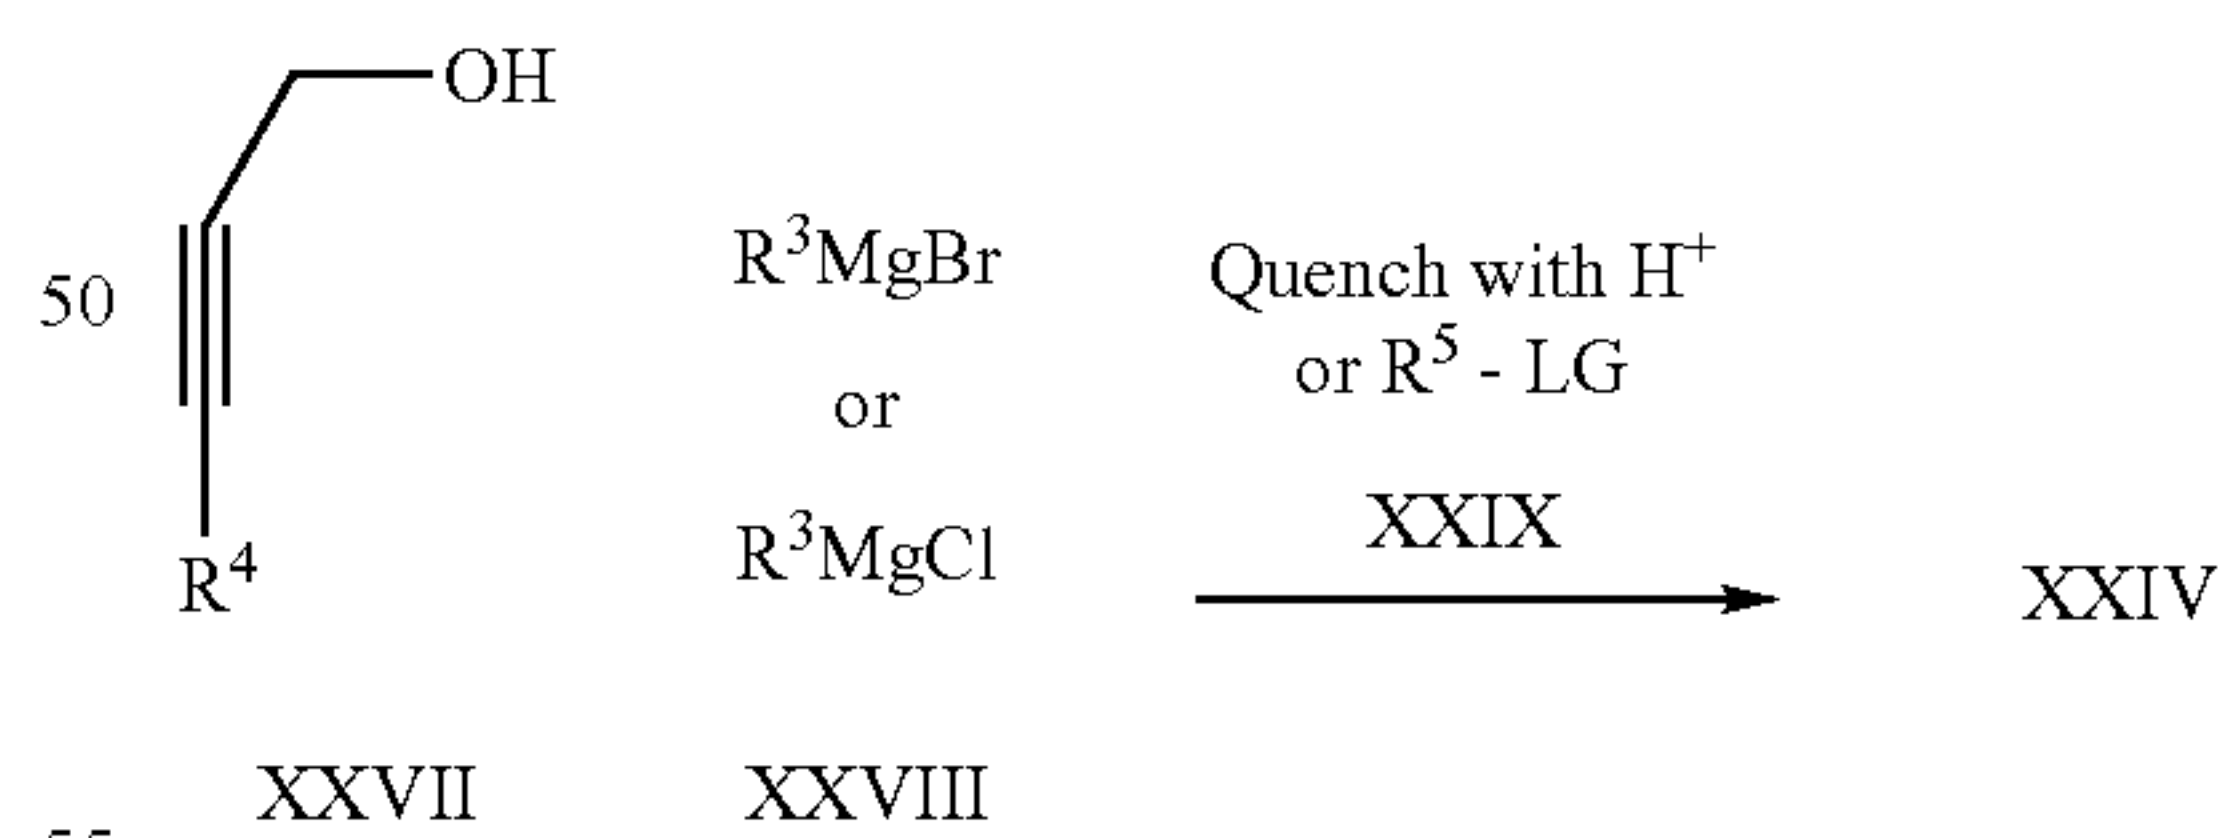 OH
R³MgBr
Quench with H⁺
50
or R⁵ - LG
or
XXIX
R³MgCl
R⁴
XXIV
XXVII
XXVIII